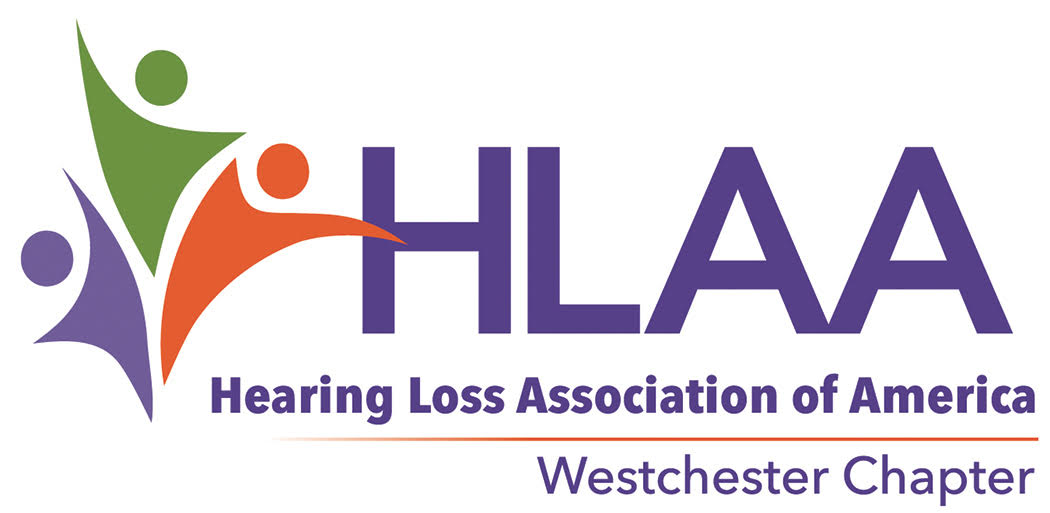 HLAA
Hearing Loss Association of America
Westchester Chapter